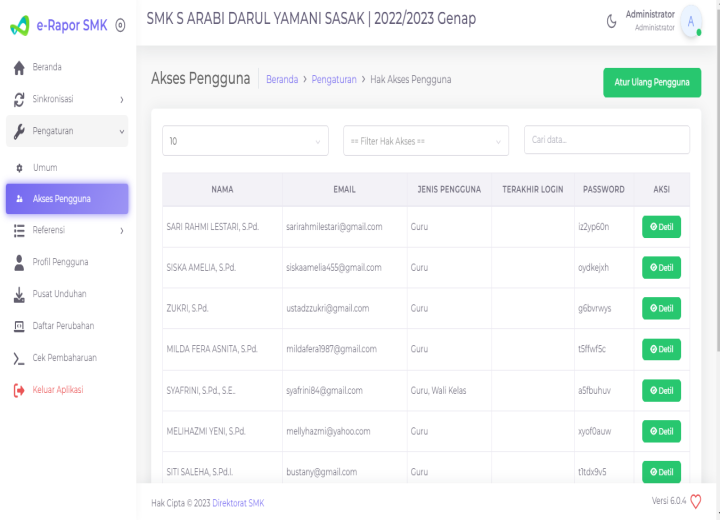 e-Rapor SMK
SMK S ARABI DARUL YAMANI SASAK | 2022/2023 Genap
Administrator
Administrator
A
Beranda
Sinkronisasi
Pengaturan
Umum
Akses Pengguna
Referensi
Profil Pengguna
Pusat Unduhan
Daftar Perubahan
Cek Pembaharuan
Keluar Aplikasi
Akses Pengguna
Beranda > Pengaturan > Hak Akses Pengguna
Atur Ulang Pengguna
10
== Filter Hak Akses ==
Cari data...
NAMA EMAIL JENIS PENGGUNA TERAKHIR LOGIN PASSWORD AKSI
SARI RAHMI LESTARI, S.Pd. sarirahmilestari@gmail.com Guru iz2yp60n Detil
SISKA AMELIA, S.Pd. siskaamelia455@gmail.com Guru oydkejxh Detil
ZUKRI, S.Pd. ustadzzukri@gmail.com Guru g6bvrwys Detil
MILDA FERA ASNITA, S.Pd. mildafera1987@gmail.com Guru t5ffwf5c Detil
SYAFRINI, S.Pd., S.E.. syafrini84@gmail.com Guru, Wali Kelas a5fbuhuv Detil
MELIHAZMI YENI, S.Pd. mellyhazmi@yahoo.com Guru xyof0auw Detil
SITI SALEHA, S.Pd.I. bustany@gmail.com Guru t1tdx9v5 Detil
Hak Cipta © 2023 Direktorat SMK
Versi 6.0.4